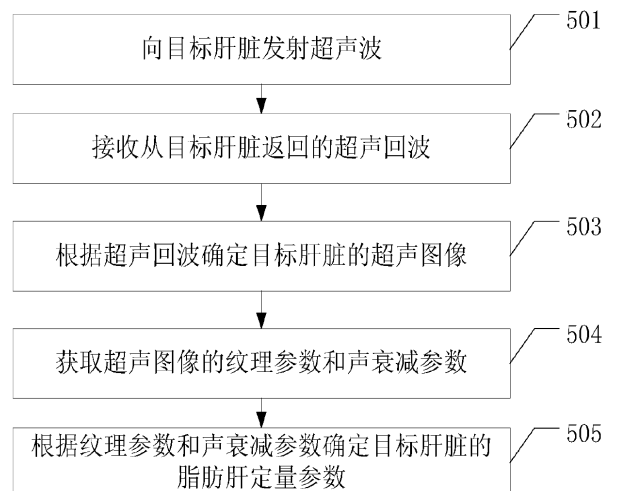 501
向目标肝脏发射超声波
502
接收从目标肝脏返回的超声回波
503
根据超声回波确定目标肝脏的超声图像
504
获取超声图像的纹理参数和声衰减参数
505
根据纹理参数和声衰减参数确定目标肝脏的
脂肪肝定量参数